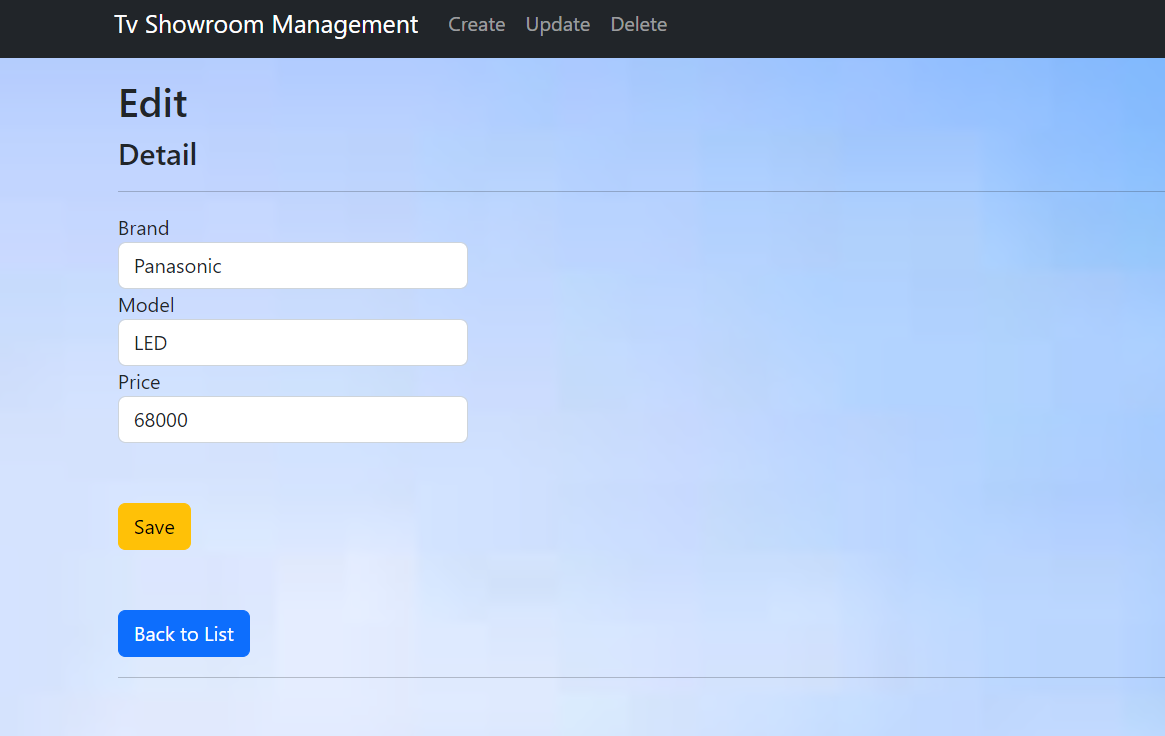 Tv Showroom Management Create Update Delete
Edit
Detail
Brand
Panasonic
Model
LED
Price
68000
Save
Back to List